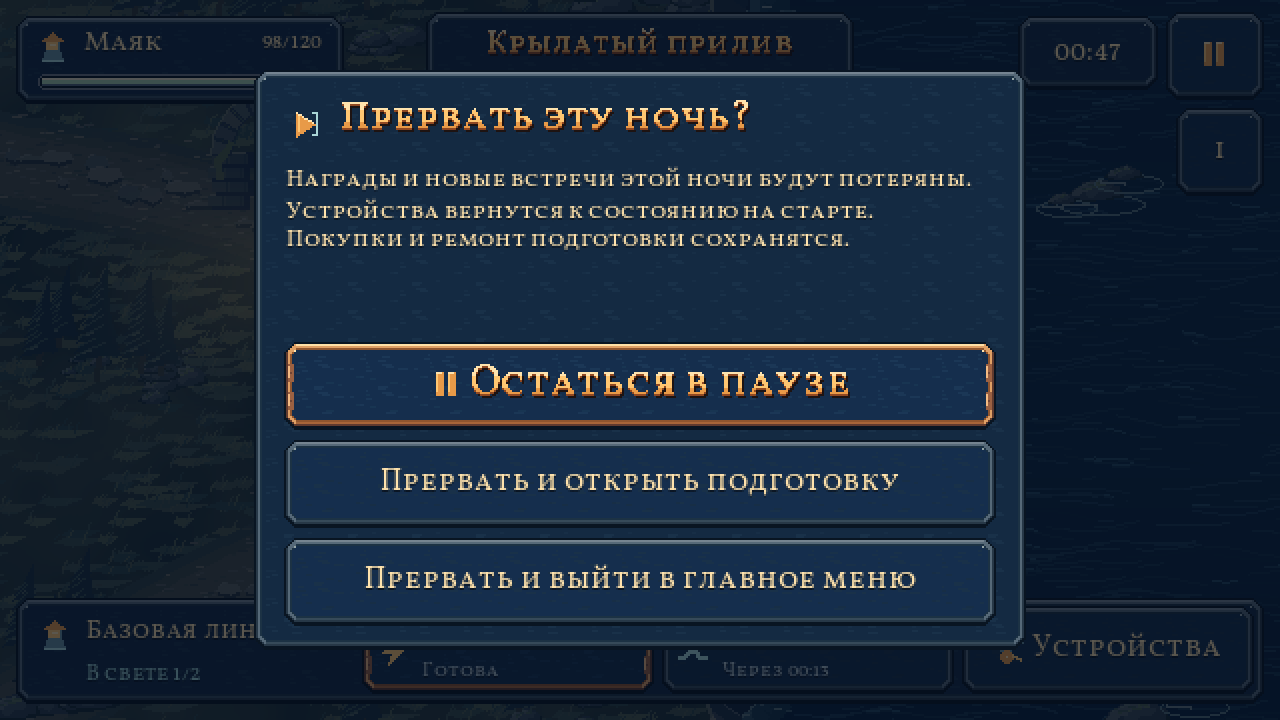 Маяк
98/120
Крылатый прилив
00:47
I
Прервать эту ночь?
Награды и новые встречи этой ночи будут потеряны.
Устройства вернутся к состоянию на старте.
Покупки и ремонт подготовки сохранятся.
Остаться в паузе
Прервать и открыть подготовку
Прервать и выйти в главное меню
Базовая лин
В свете 1/2
Готова
Через 00:13
Устройства